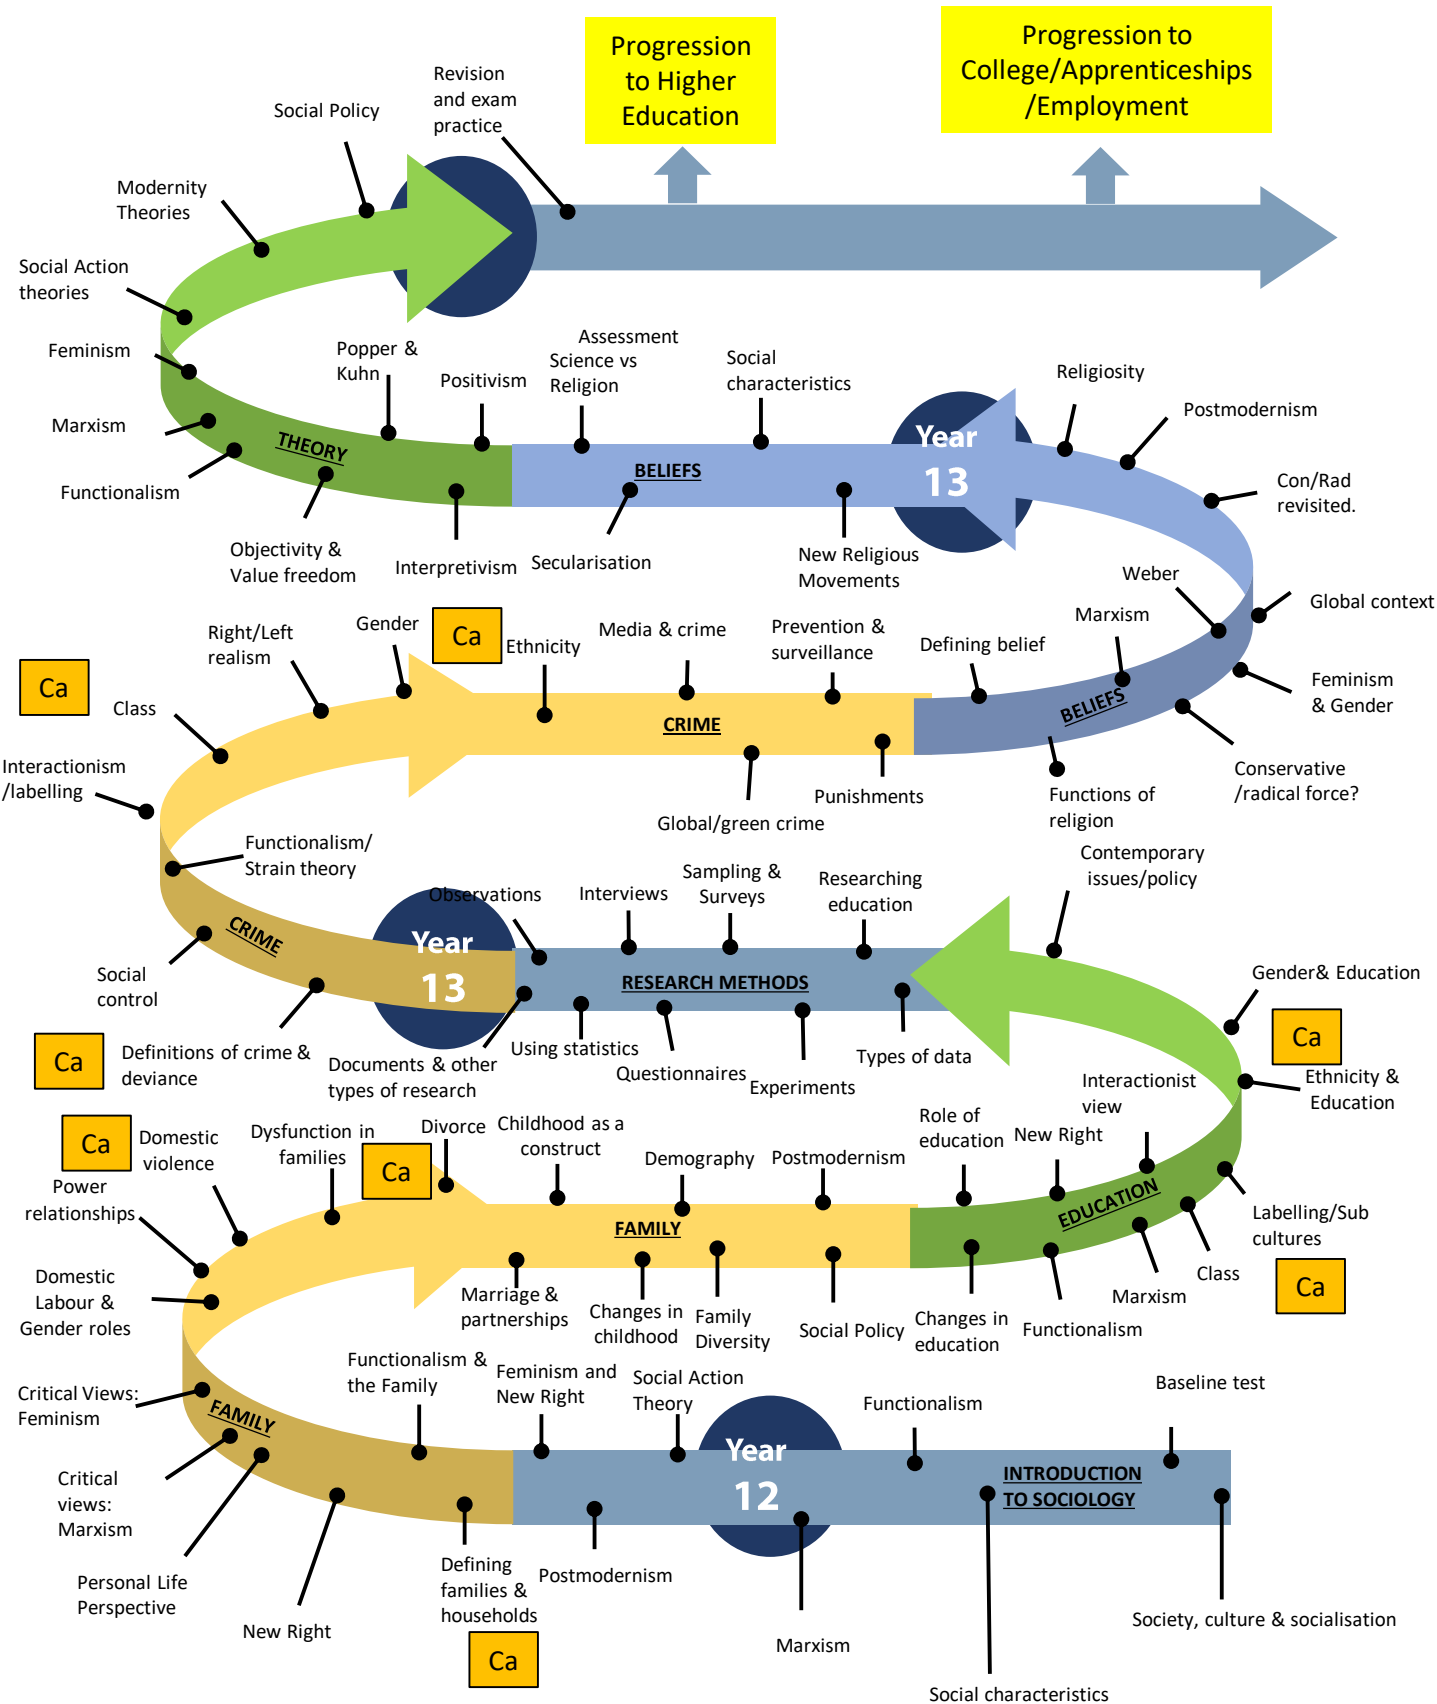 Progression
to Higher
Education
Progression to
College/Apprenticeships
/Employment
Revision
and exam
practice
Social Policy
Modernity
Theories
Social Action
theories
Feminism
Marxism
Functionalism
THEORY
Popper &
Kuhn
Positivism
Objectivity &
Value freedom
Interpretivism
Assessment
Science vs
Religion
Social
characteristics
BELIEFS
Secularisation
New Religious
Movements
Year
13
Religiosity
Postmodernism
Con/Rad
revisited.
Global context
Weber
Marxism
Feminism
& Gender
Defining belief
BELIEFS
Conservative
/radical force?
Functions of
religion
Ca
Right/Left
realism
Gender
Ca
Ethnicity
Media & crime
Prevention &
surveillance
Class
CRIME
Interactionism
/labelling
Punishments
Global/green crime
Functionalism/
Strain theory
CRIME
Social
control
Ca
Definitions of crime &
deviance
Year
13
Observations
Interviews
Sampling &
Surveys
Researching
education
RESEARCH METHODS
Documents & other
types of research
Using statistics
Questionnaires
Experiments
Types of data
Contemporary
issues/policy
Gender& Education
Ca
Ethnicity &
Education
Interactionist
view
Role of
education
New Right
EDUCATION
Labelling/Sub
cultures
Ca
Class
Marxism
Functionalism
Changes in
education
Ca
Domestic
violence
Dysfunction in
families
Ca
Divorce
Childhood as a
construct
Demography
Postmodernism
Power
relationships
FAMILY
Domestic
Labour &
Gender roles
Marriage &
partnerships
Changes in
childhood
Family
Diversity
Social Policy
Critical Views:
Feminism
FAMILY
Functionalism &
the Family
Feminism and
New Right
Social Action
Theory
Year
12
Functionalism
Baseline test
INTRODUCTION
TO SOCIOLOGY
Critical
views:
Marxism
Personal Life
Perspective
New Right
Defining
families &
households
Ca
Postmodernism
Marxism
Social characteristics
Society, culture & socialisation